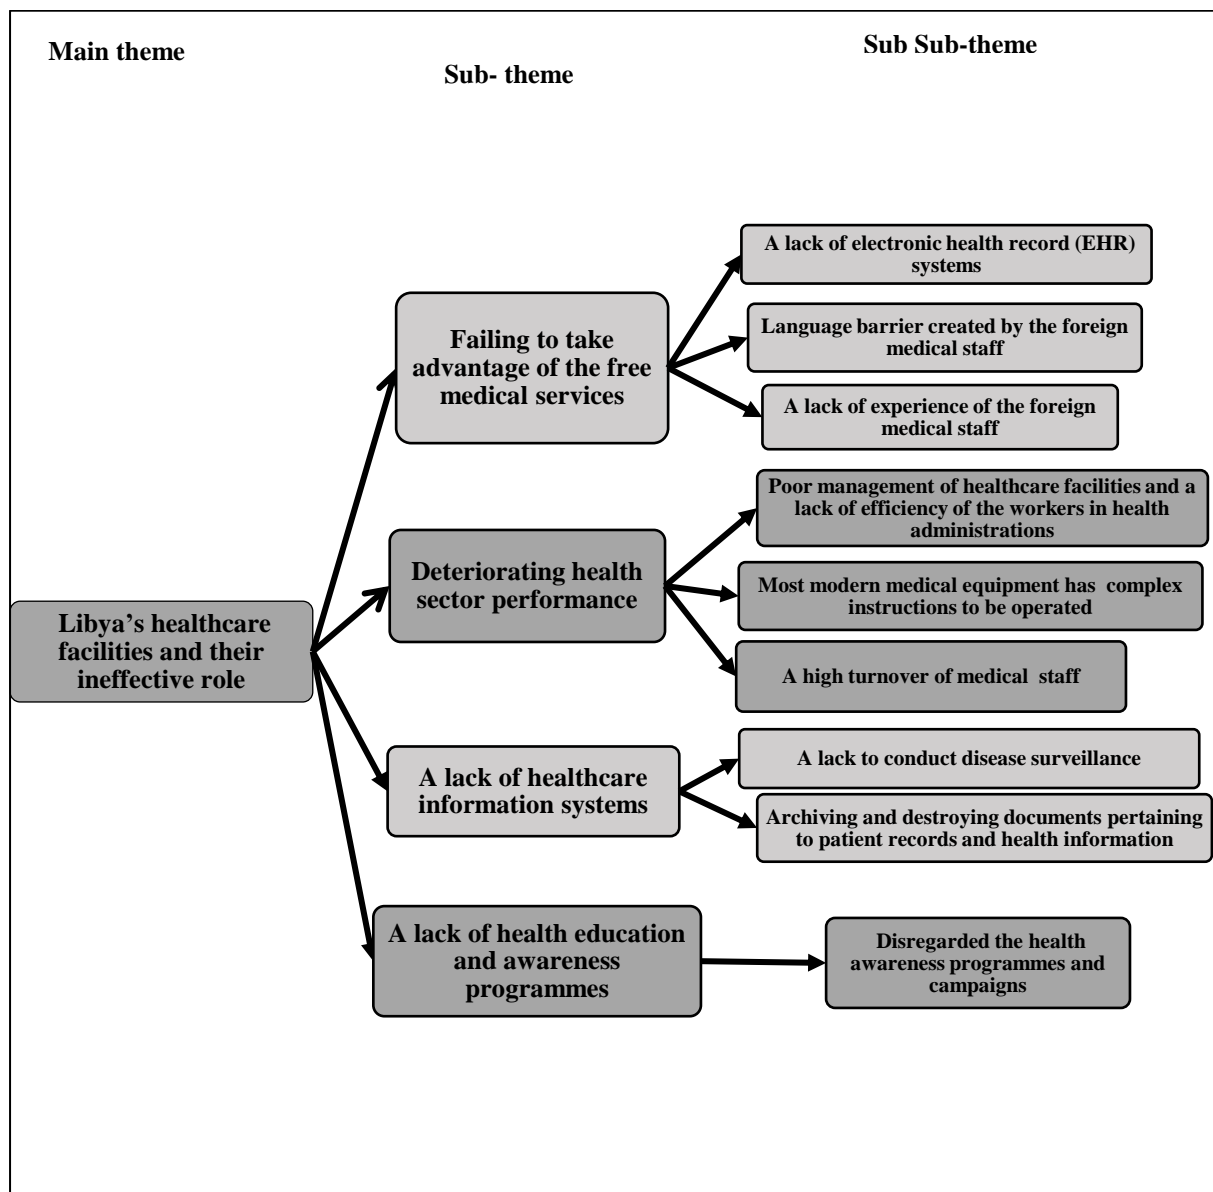 Main theme
Sub- theme
Sub Sub-theme
Libya’s healthcare
facilities and their
ineffective role
Failing to take
advantage of the free
medical services
A lack of electronic health record (EHR)
systems
Language barrier created by the foreign
medical staff
A lack of experience of the foreign
medical staff
Deteriorating health
sector performance
Poor management of healthcare facilities and a
lack of efficiency of the workers in health
administrations
Most modern medical equipment has  complex
instructions to be operated
A high turnover of medical  staff
A lack of healthcare
information systems
A lack to conduct disease surveillance
Archiving and destroying documents pertaining
to patient records and health information
A lack of health education
and awareness
programmes
Disregarded the health
awareness programmes and
campaigns